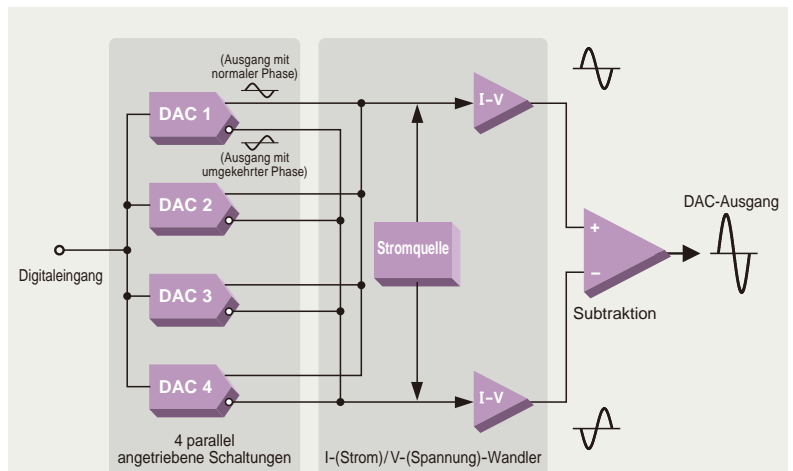 (Ausgang mit
normaler Phase)
DAC 1
(Ausgang mit
umgekehrter Phase)
DAC 2
DAC 3
DAC 4
Digitaleingang
4 parallel
angetriebene Schaltungen
I-V
Stromquelle
I-V
I-(Strom)/V-(Spannung)-Wandler
+
–
Subtraktion
DAC-Ausgang